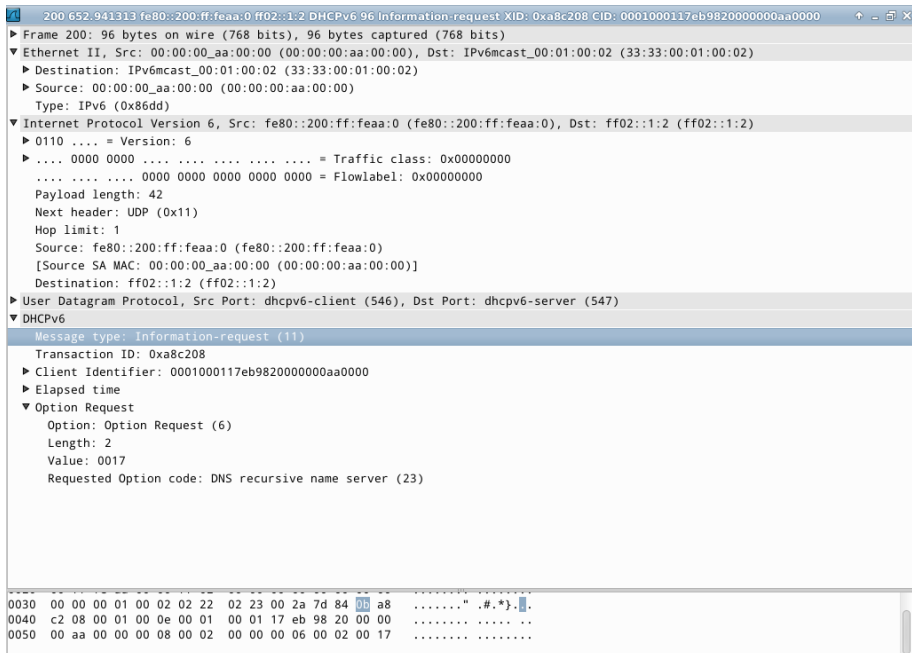 200 652.941313 fe80::200:ff:feaa:0 ff02::1:2 DHCPv6 96 Information-request XID: 0xa8c208 CID: 0001000117eb9820000000aa0000
Frame 200: 96 bytes on wire (768 bits), 96 bytes captured (768 bits)
Ethernet II, Src: 00:00:00_aa:00:00 (00:00:00:aa:00:00), Dst: IPv6mcast_00:01:00:02 (33:33:00:01:00:02)
Destination: IPv6mcast_00:01:00:02 (33:33:00:01:00:02)
Source: 00:00:00_aa:00:00 (00:00:00:aa:00:00)
Type: IPv6 (0x86dd)
Internet Protocol Version 6, Src: fe80::200:ff:feaa:0 (fe80::200:ff:feaa:0), Dst: ff02::1:2 (ff02::1:2)
0110 .... = Version: 6
.... 0000 0000 .... .... .... .... .... = Traffic class: 0x00000000
.... .... .... 0000 0000 0000 0000 0000 = Flowlabel: 0x00000000
Payload length: 42
Next header: UDP (0x11)
Hop limit: 1
Source: fe80::200:ff:feaa:0 (fe80::200:ff:feaa:0)
[Source SA MAC: 00:00:00_aa:00:00 (00:00:00:aa:00:00)]
Destination: ff02::1:2 (ff02::1:2)
User Datagram Protocol, Src Port: dhcpv6-client (546), Dst Port: dhcpv6-server (547)
DHCPv6
Message type: Information-request (11)
Transaction ID: 0xa8c208
Client Identifier: 0001000117eb9820000000aa0000
Elapsed time
Option Request
Option: Option Request (6)
Length: 2
Value: 0017
Requested Option code: DNS recursive name server (23)
0030 00 00 00 01 00 02 02 22 02 23 00 2a 7d 84 0b a8 ......." .#.*}...
0040 c2 08 00 01 00 0e 00 01 00 01 17 eb 98 20 00 00 ........ ..... ..
0050 00 aa 00 00 00 08 00 02 00 00 00 06 00 02 00 17 ........ ........